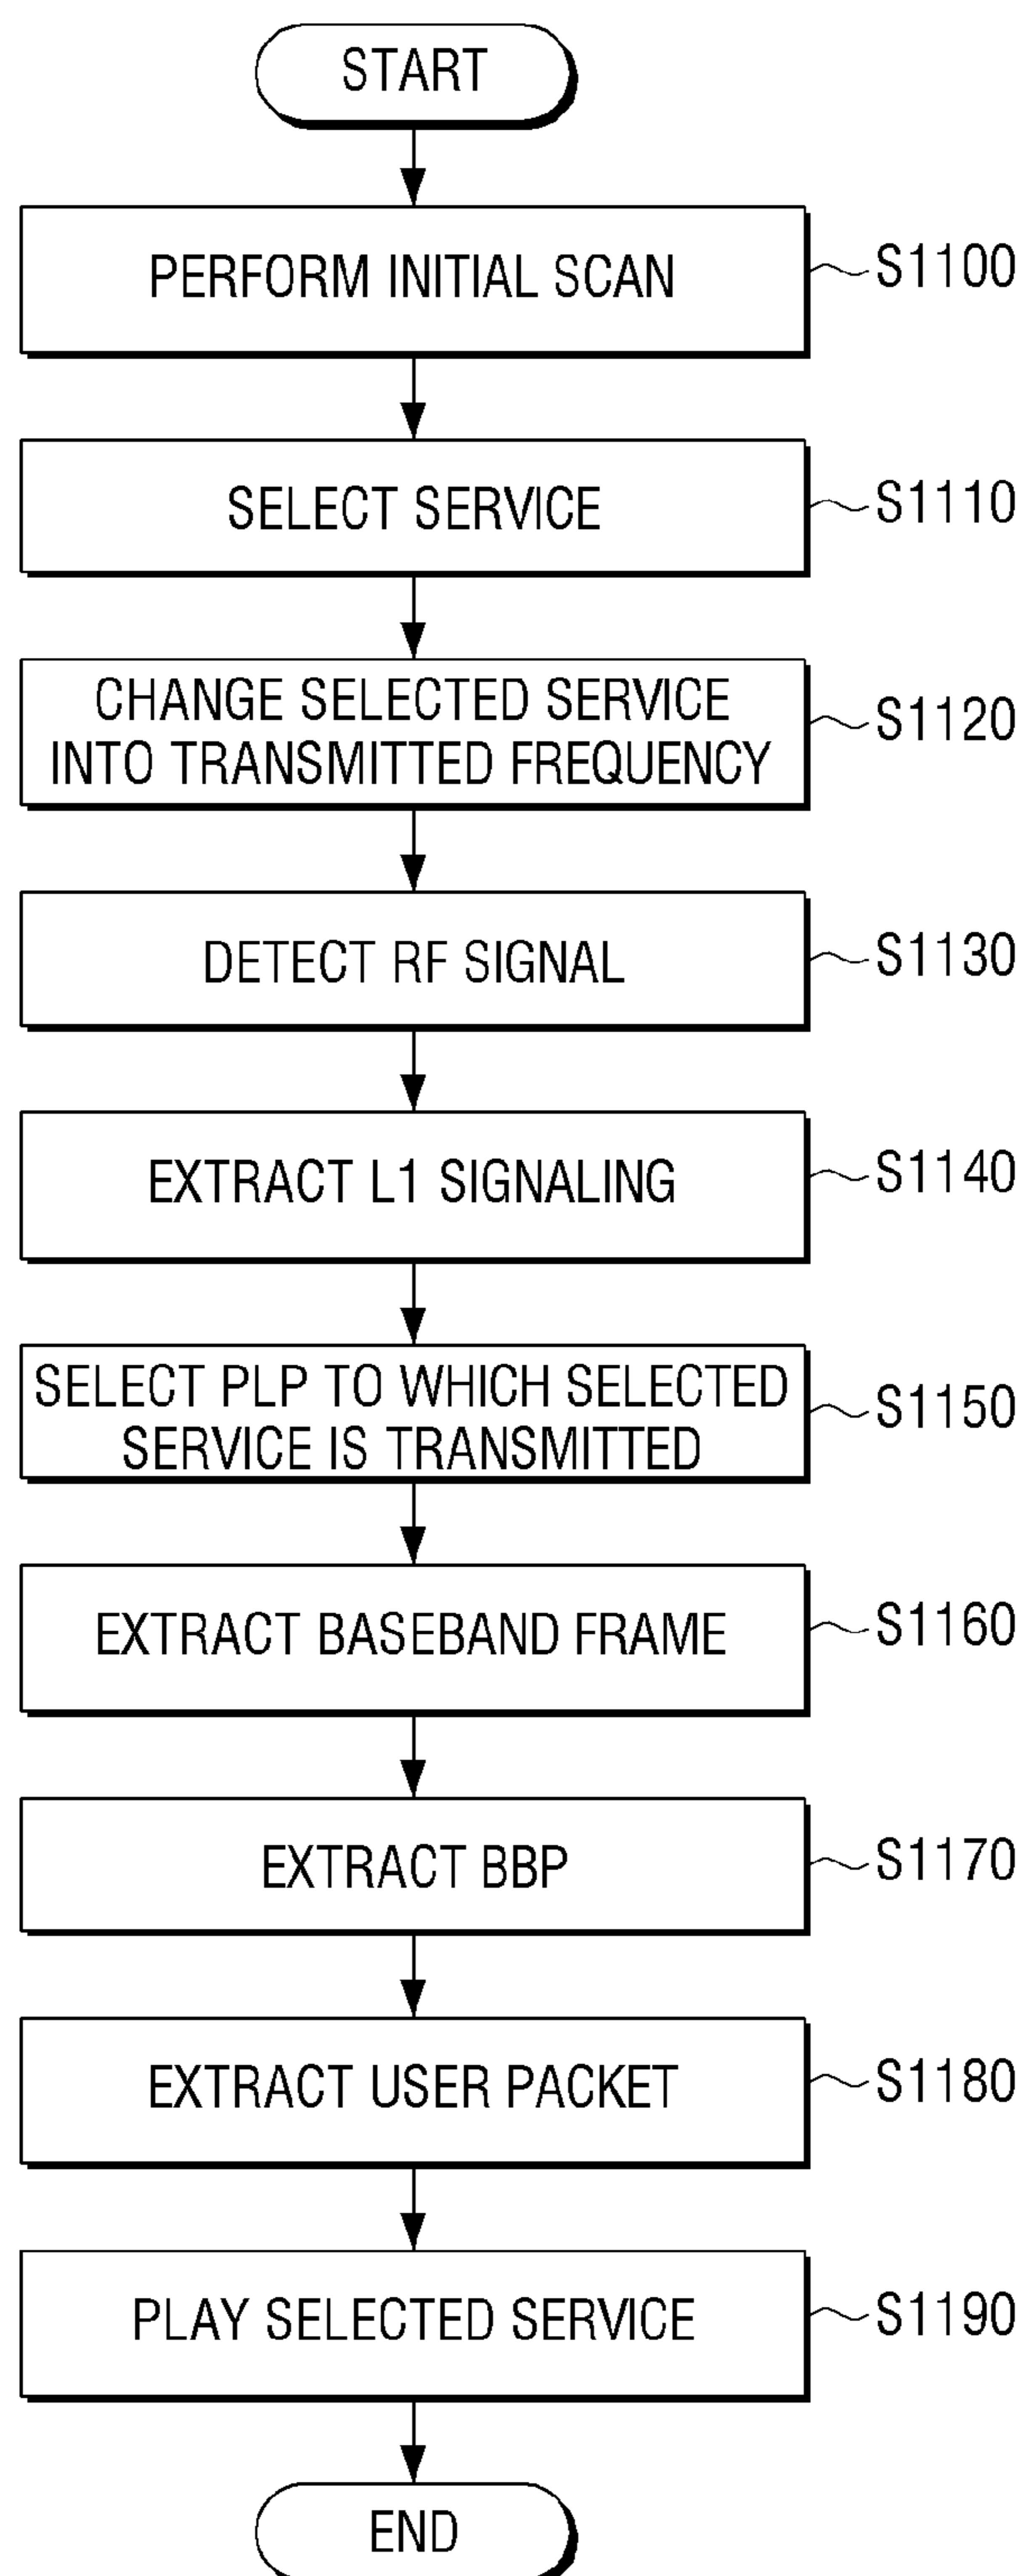 START
PERFORM INITIAL SCAN
S1100
SELECT SERVICE
S1110
CHANGE SELECTED SERVICE
INTO TRANSMITTED FREQUENCY
S1120
DETECT RF SIGNAL
S1130
EXTRACT L1 SIGNALING
S1140
SELECT PLP TO WHICH SELECTED
SERVICE IS TRANSMITTED
S1150
EXTRACT BASEBAND FRAME
S1160
EXTRACT BBP
S1170
EXTRACT USER PACKET
S1180
PLAY SELECTED SERVICE
S1190
END